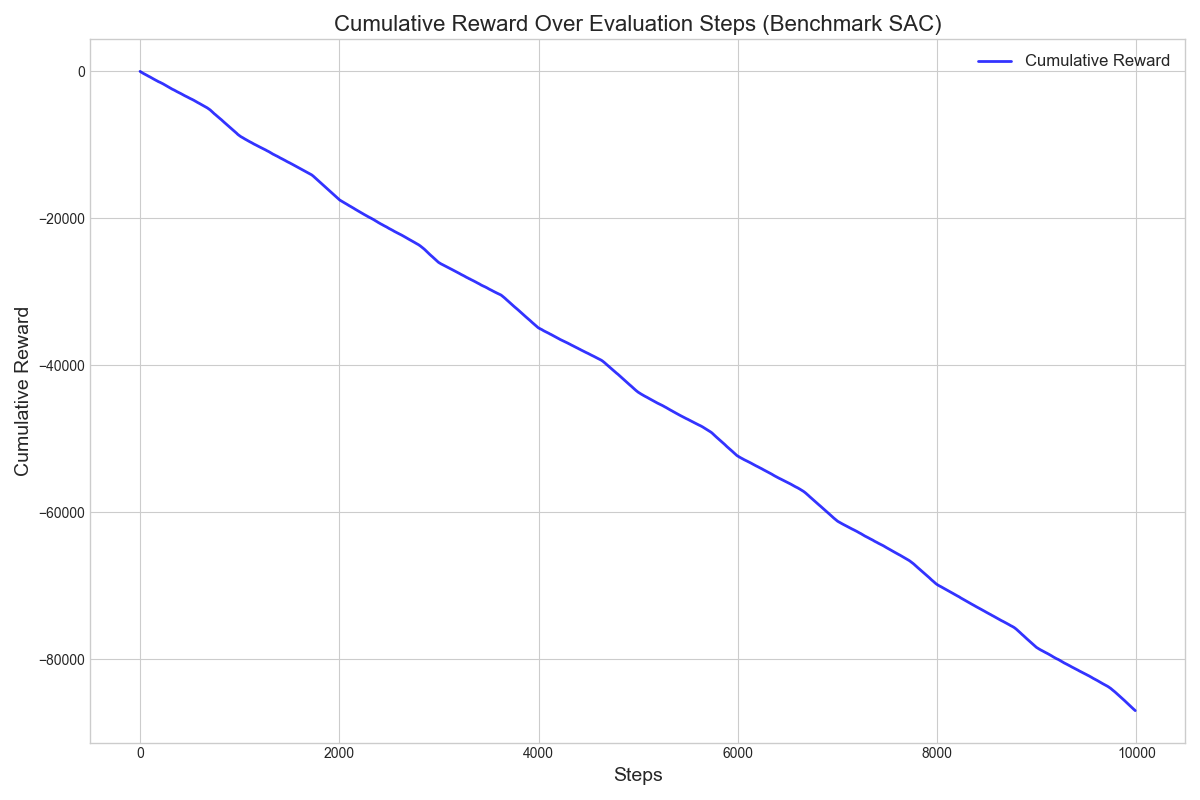 Cumulative Reward Over Evaluation Steps (Benchmark SAC)
Cumulative Reward
0
−20000
−40000
−60000
−80000
Cumulative Reward
0
2000
4000
6000
8000
10000
Steps